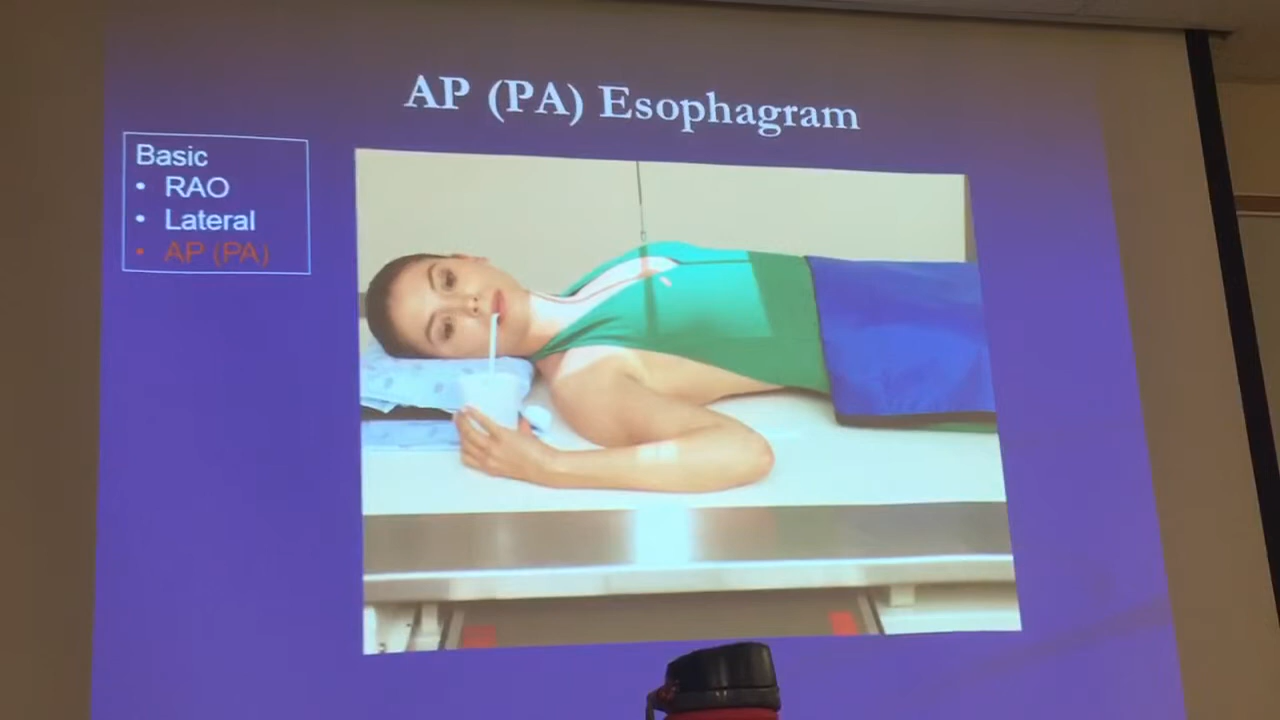 AP (PA) Esophagram
Basic
• RAO
• Lateral
• AP (PA)